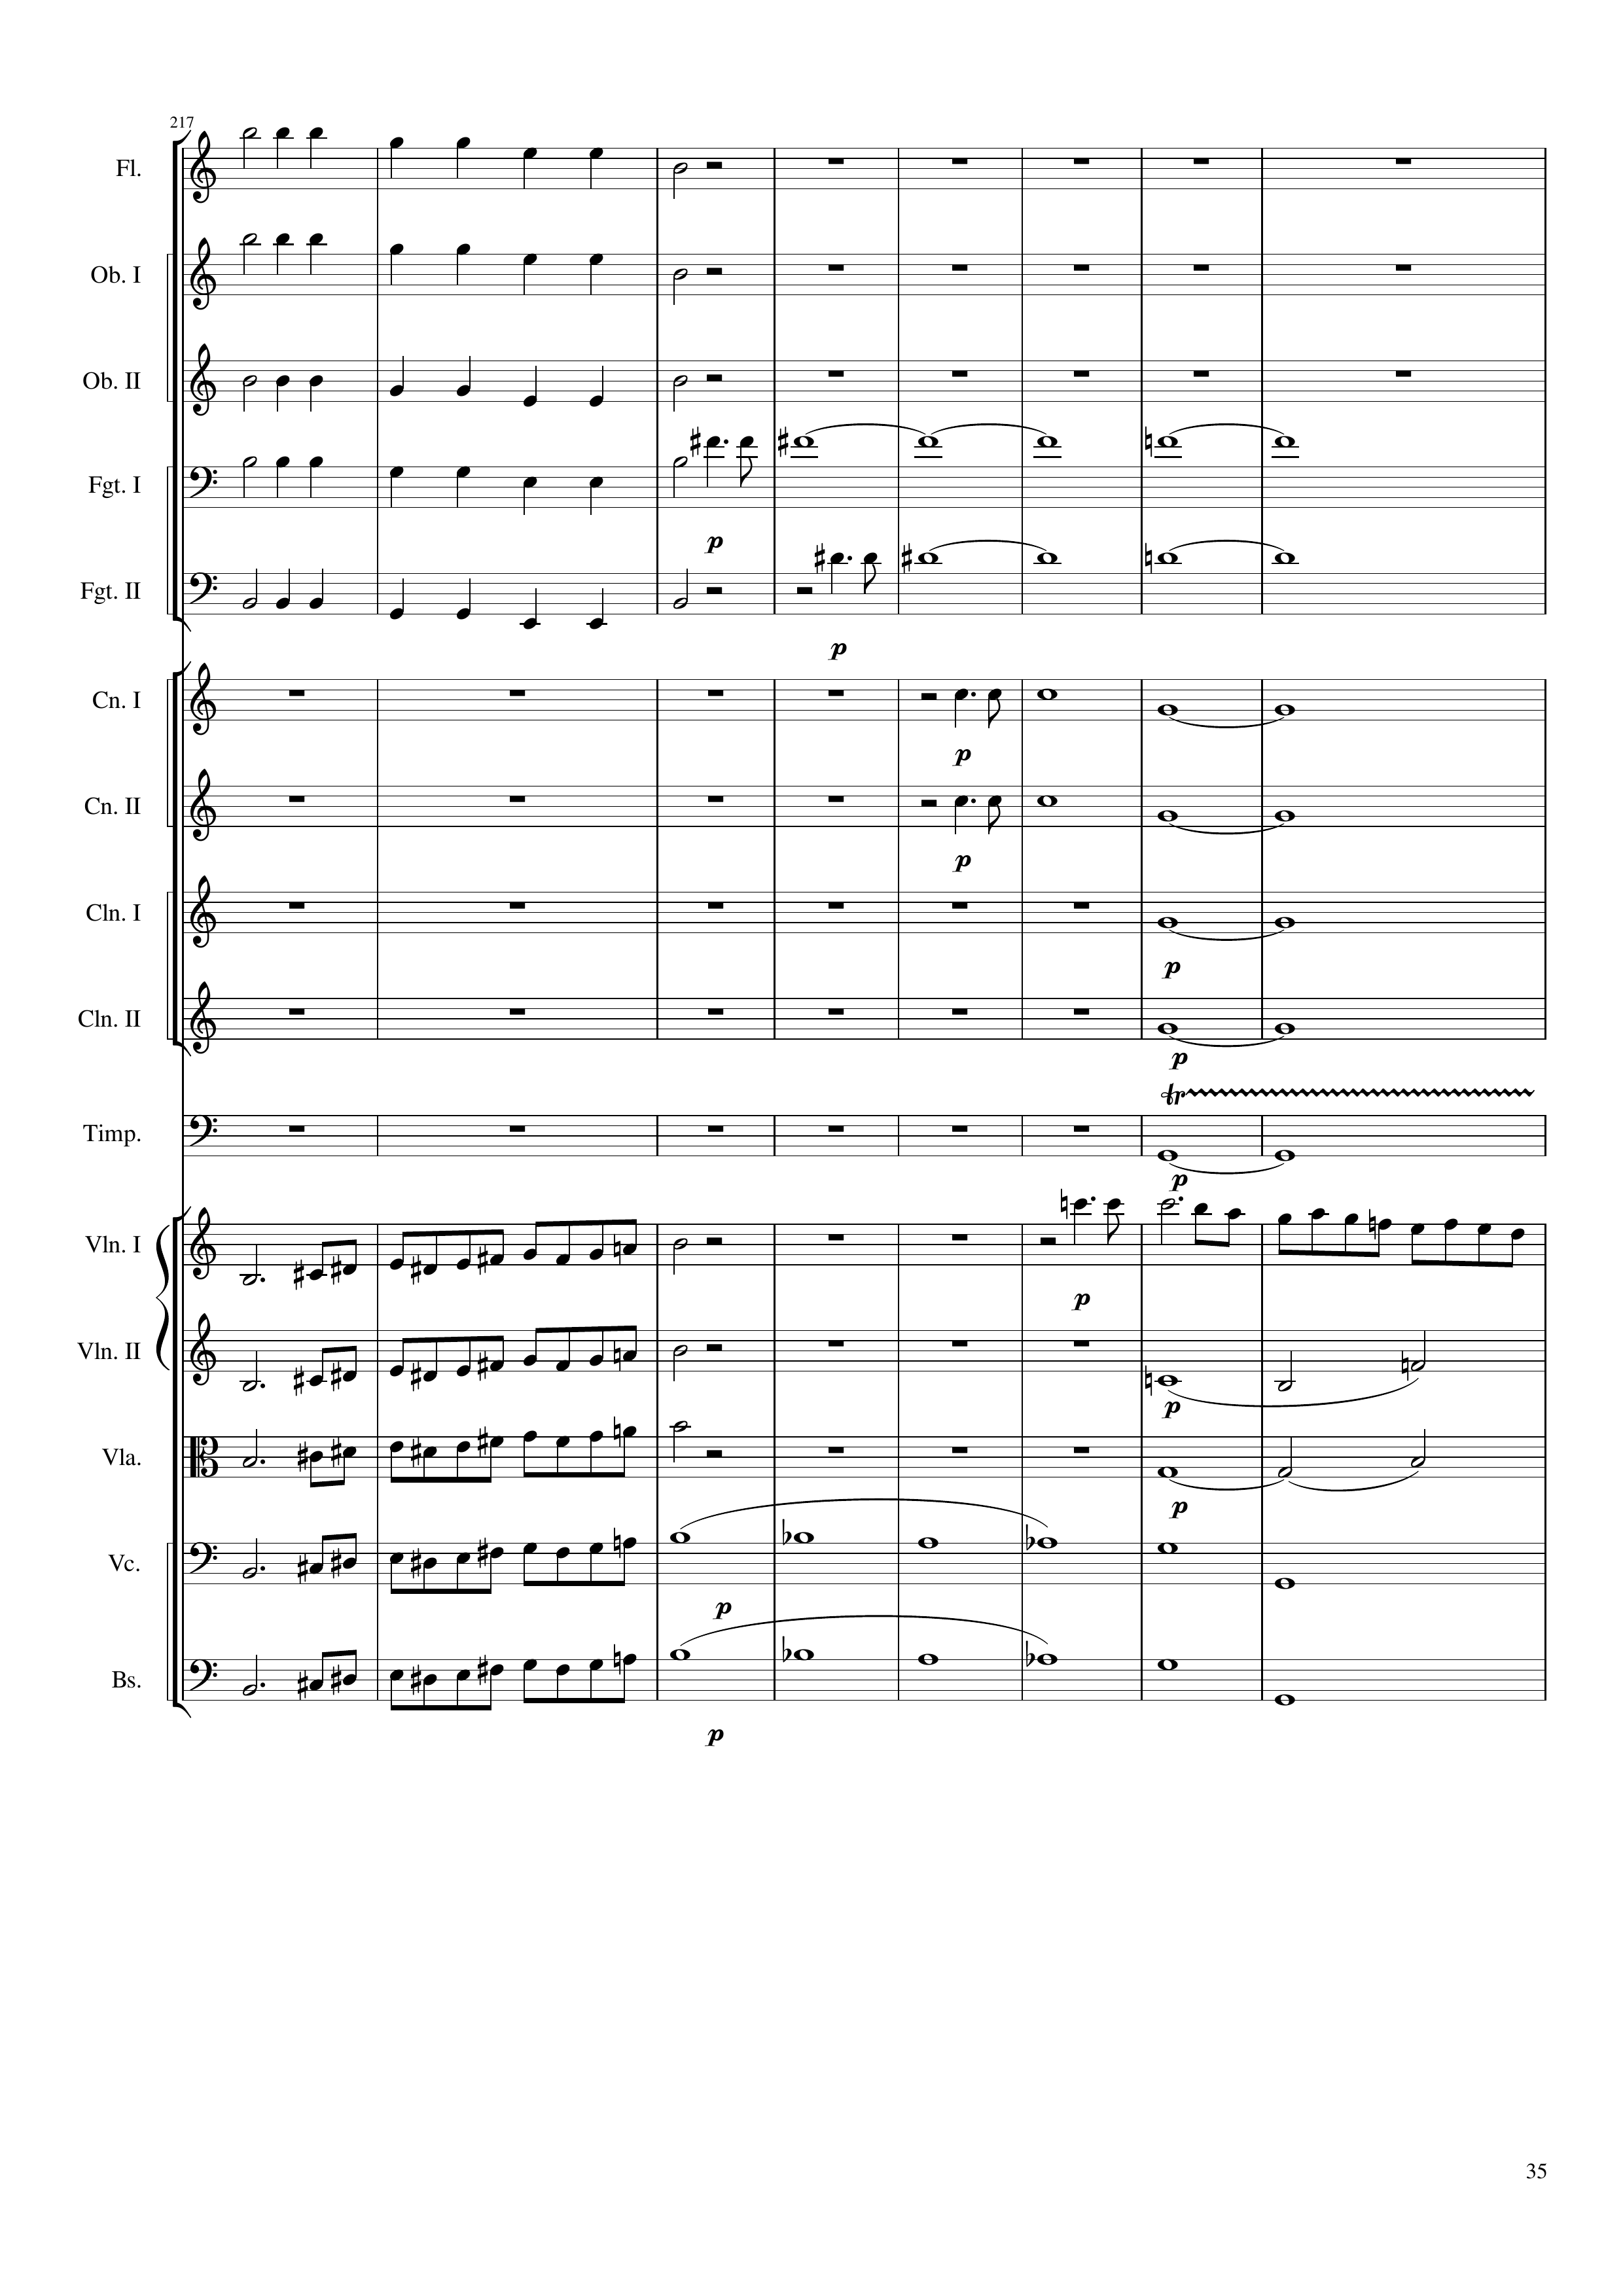 217
Fl.
Ob. I
Ob. II
Fgt. I
p
Fgt. II
p
Cn. I
p
Cn. II
p
Cln. I
p
Cln. II
p
tr
Timp.
p
Vln. I
p
Vln. II
p
Vla.
p
Vc.
p
Bs.
p
35